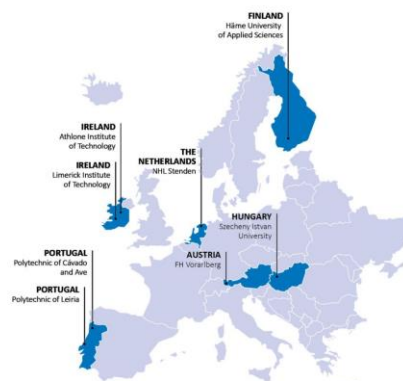 FINLAND
Häme University
of Applied Sciences
IRELAND
Athlone Institute
of Technology
IRELAND
Limerick Institute
of Technology
THE
NETHERLANDS
NHL Stenden
HUNGARY
Szecheny Istvan
University
AUSTRIA
FH Vorarlberg
PORTUGAL
Polytechnic of Cávado
and Ave
PORTUGAL
Polytechnic of Leiria